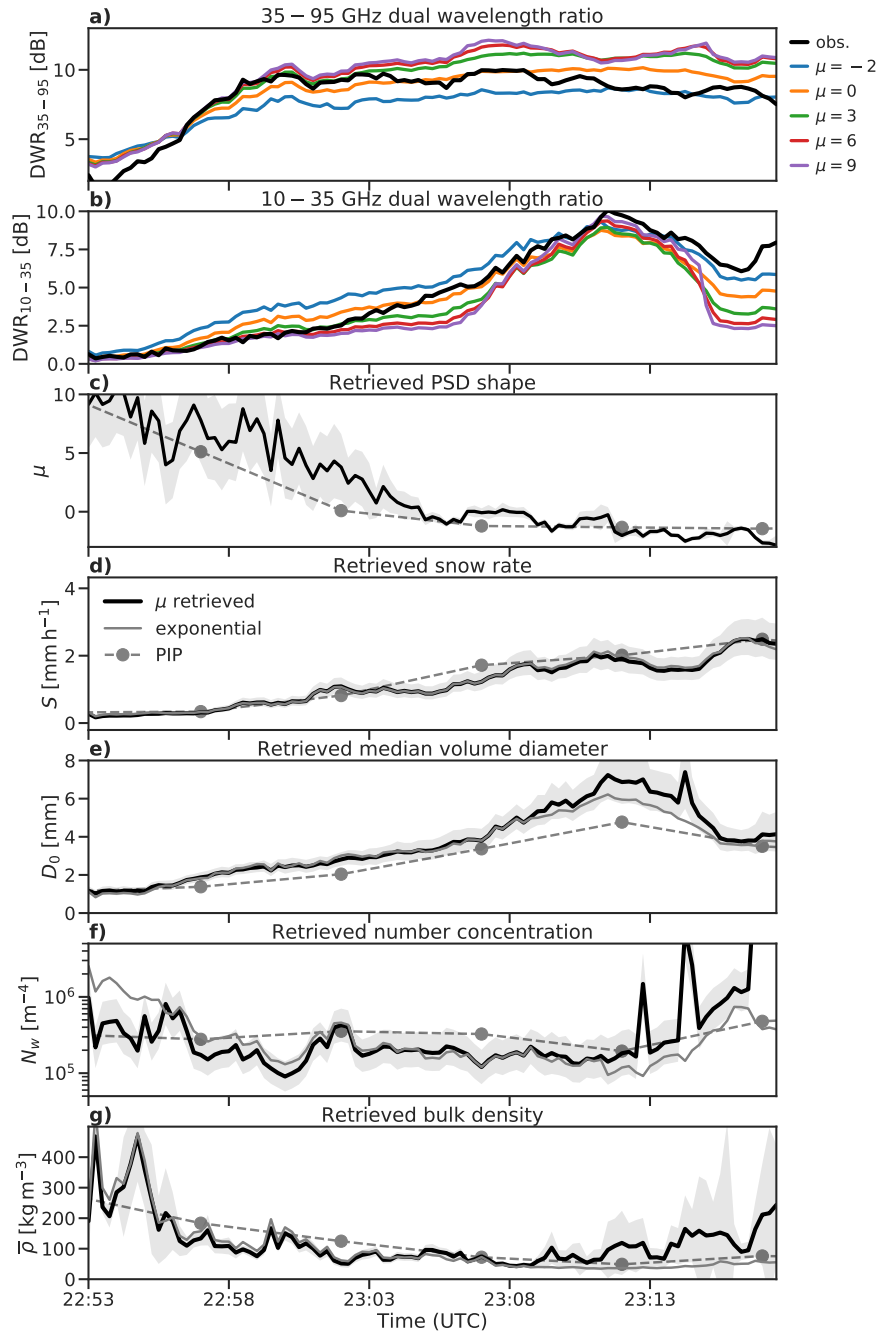 a) 35 − 95 GHz dual wavelength ratio
DWR35 − 95 [dB]
10
5
obs.
μ = −2
μ = 0
μ = 3
μ = 6
μ = 9
b) 10 − 35 GHz dual wavelength ratio
DWR10 − 35 [dB]
10.0
7.5
5.0
2.5
0.0
c) Retrieved PSD shape
μ
10
5
0
d) Retrieved snow rate
S [mm h−1]
4
2
0
μ retrieved
exponential
PIP
e) Retrieved median volume diameter
D0 [mm]
8
6
4
2
0
f) Retrieved number concentration
Nw [m−4]
10^6
10^5
g) Retrieved bulk density
ρ̅ [kg m−3]
400
300
200
100
0
22:53 22:58 23:03 23:08 23:13
Time (UTC)